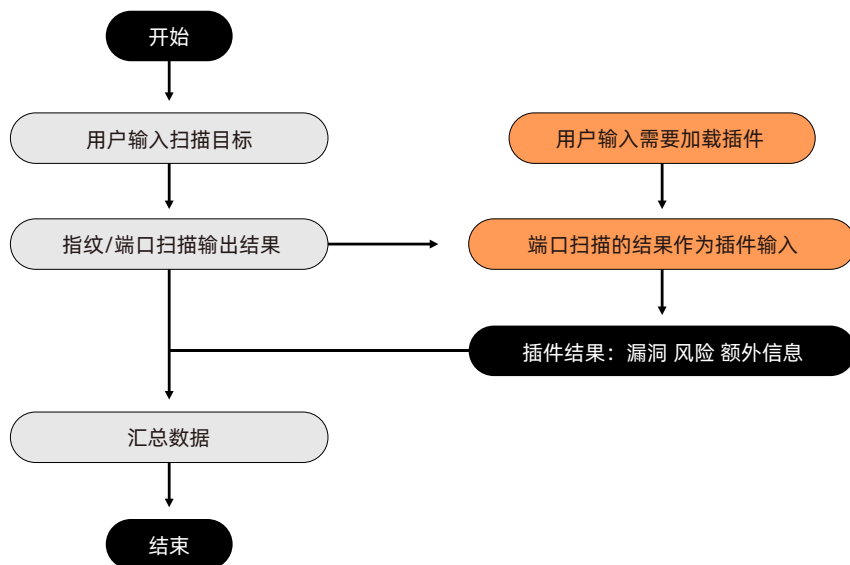 开始
用户输入扫描目标
用户输入需要加载插件
指纹/端口扫描输出结果
端口扫描的结果作为插件输入
插件结果：漏洞 风险 额外信息
汇总数据
结束